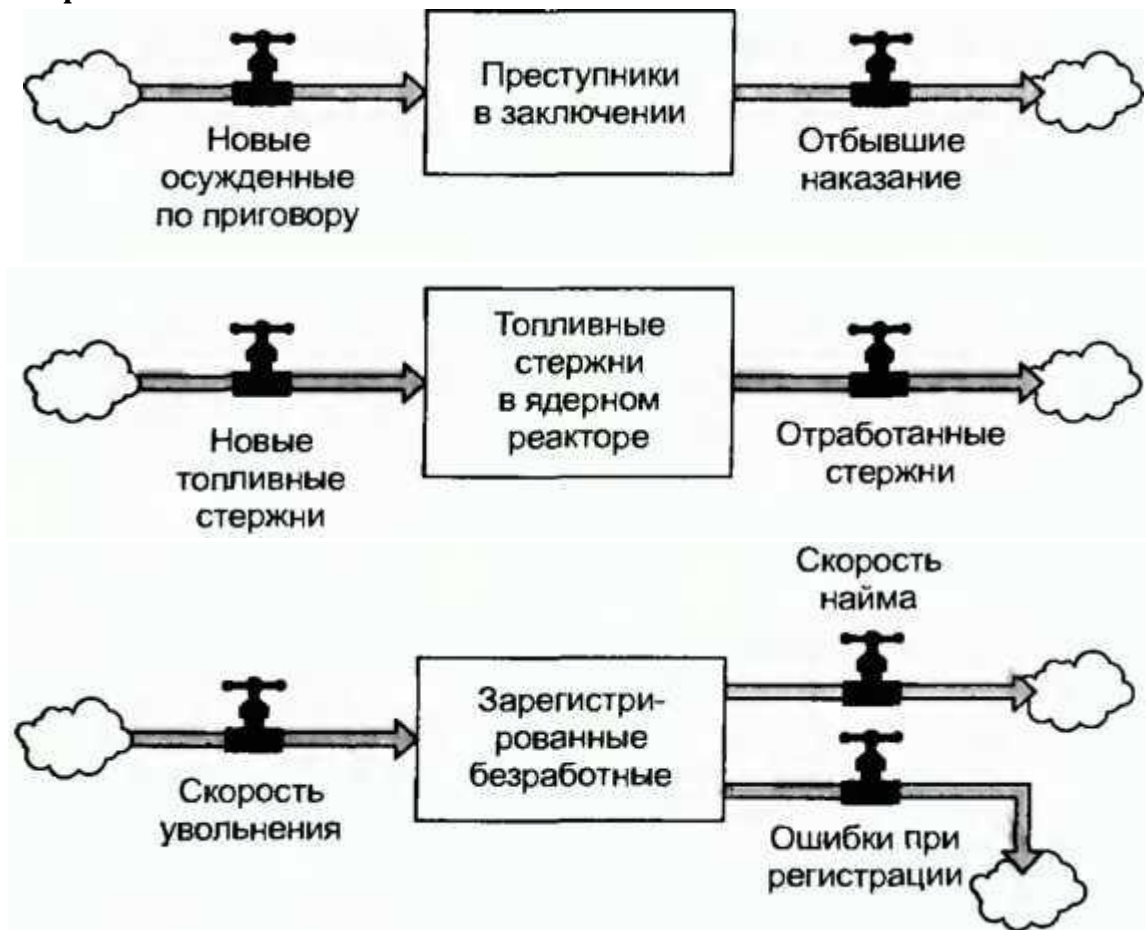 Преступники
в заключении
Новые
осужденные
по приговору
Отбывшие
наказание
Топливные
стержни
в ядерном
реакторе
Новые
топливные
стержни
Отработанные
стержни
Скорость
найма
Зарегистри-
рованные
безработные
Скорость
увольнения
Ошибки при
регистрации